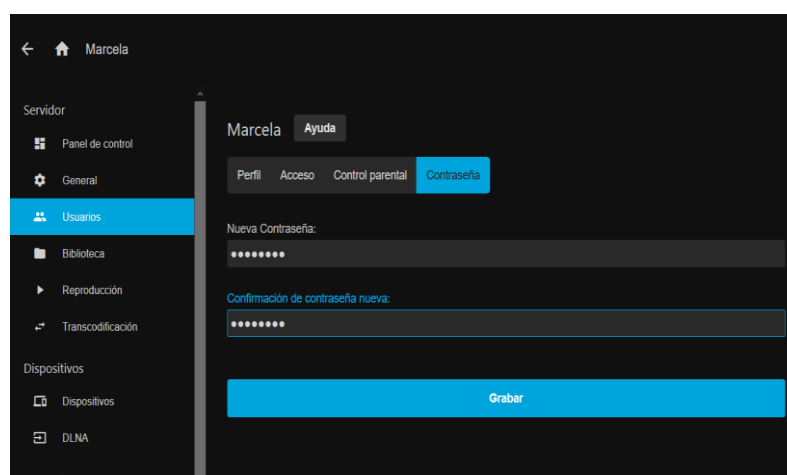 Marcela
Servidor
Panel de control
General
Usuarios
Biblioteca
Reproducción
Transcodificación
Dispositivos
Dispositivos
DLNA
Marcela Ayuda
Perfil Acceso Control parental Contraseña
Nueva Contraseña:
••••••••
Confirmación de contraseña nueva:
••••••••
Grabar